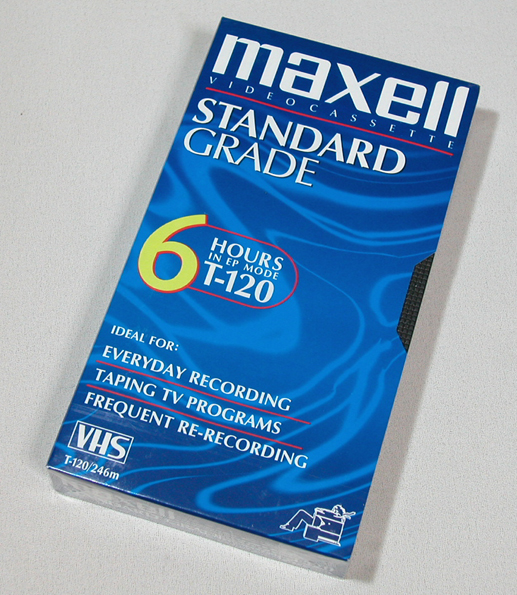 maxell
VIDEOCASSETTE
STANDARD
GRADE
6 HOURS
IN EP MODE
T-120
IDEAL FOR:
EVERYDAY RECORDING
TAPING TV PROGRAMS
FREQUENT RE-RECORDING
VHS
T-120/246m